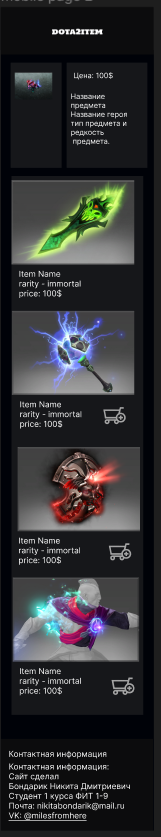 mobile page 2
DOTA2ITEM
Цена: 100$
Название
предмета
Название героя
тип предмета и
редкость
предмета.
Item Name
rarity - immortal
price: 100$
Item Name
rarity - immortal
price: 100$
Item Name
rarity - immortal
price: 100$
Item Name
rarity - immortal
price: 100$
Контактная информация
Контактная информация:
Сайт сделал
Бондарик Никита Дмитриевич
Студент 1 курса ФИТ 1-9
Почта: nikitabondarik@mail.ru
VK: @milesfromhere